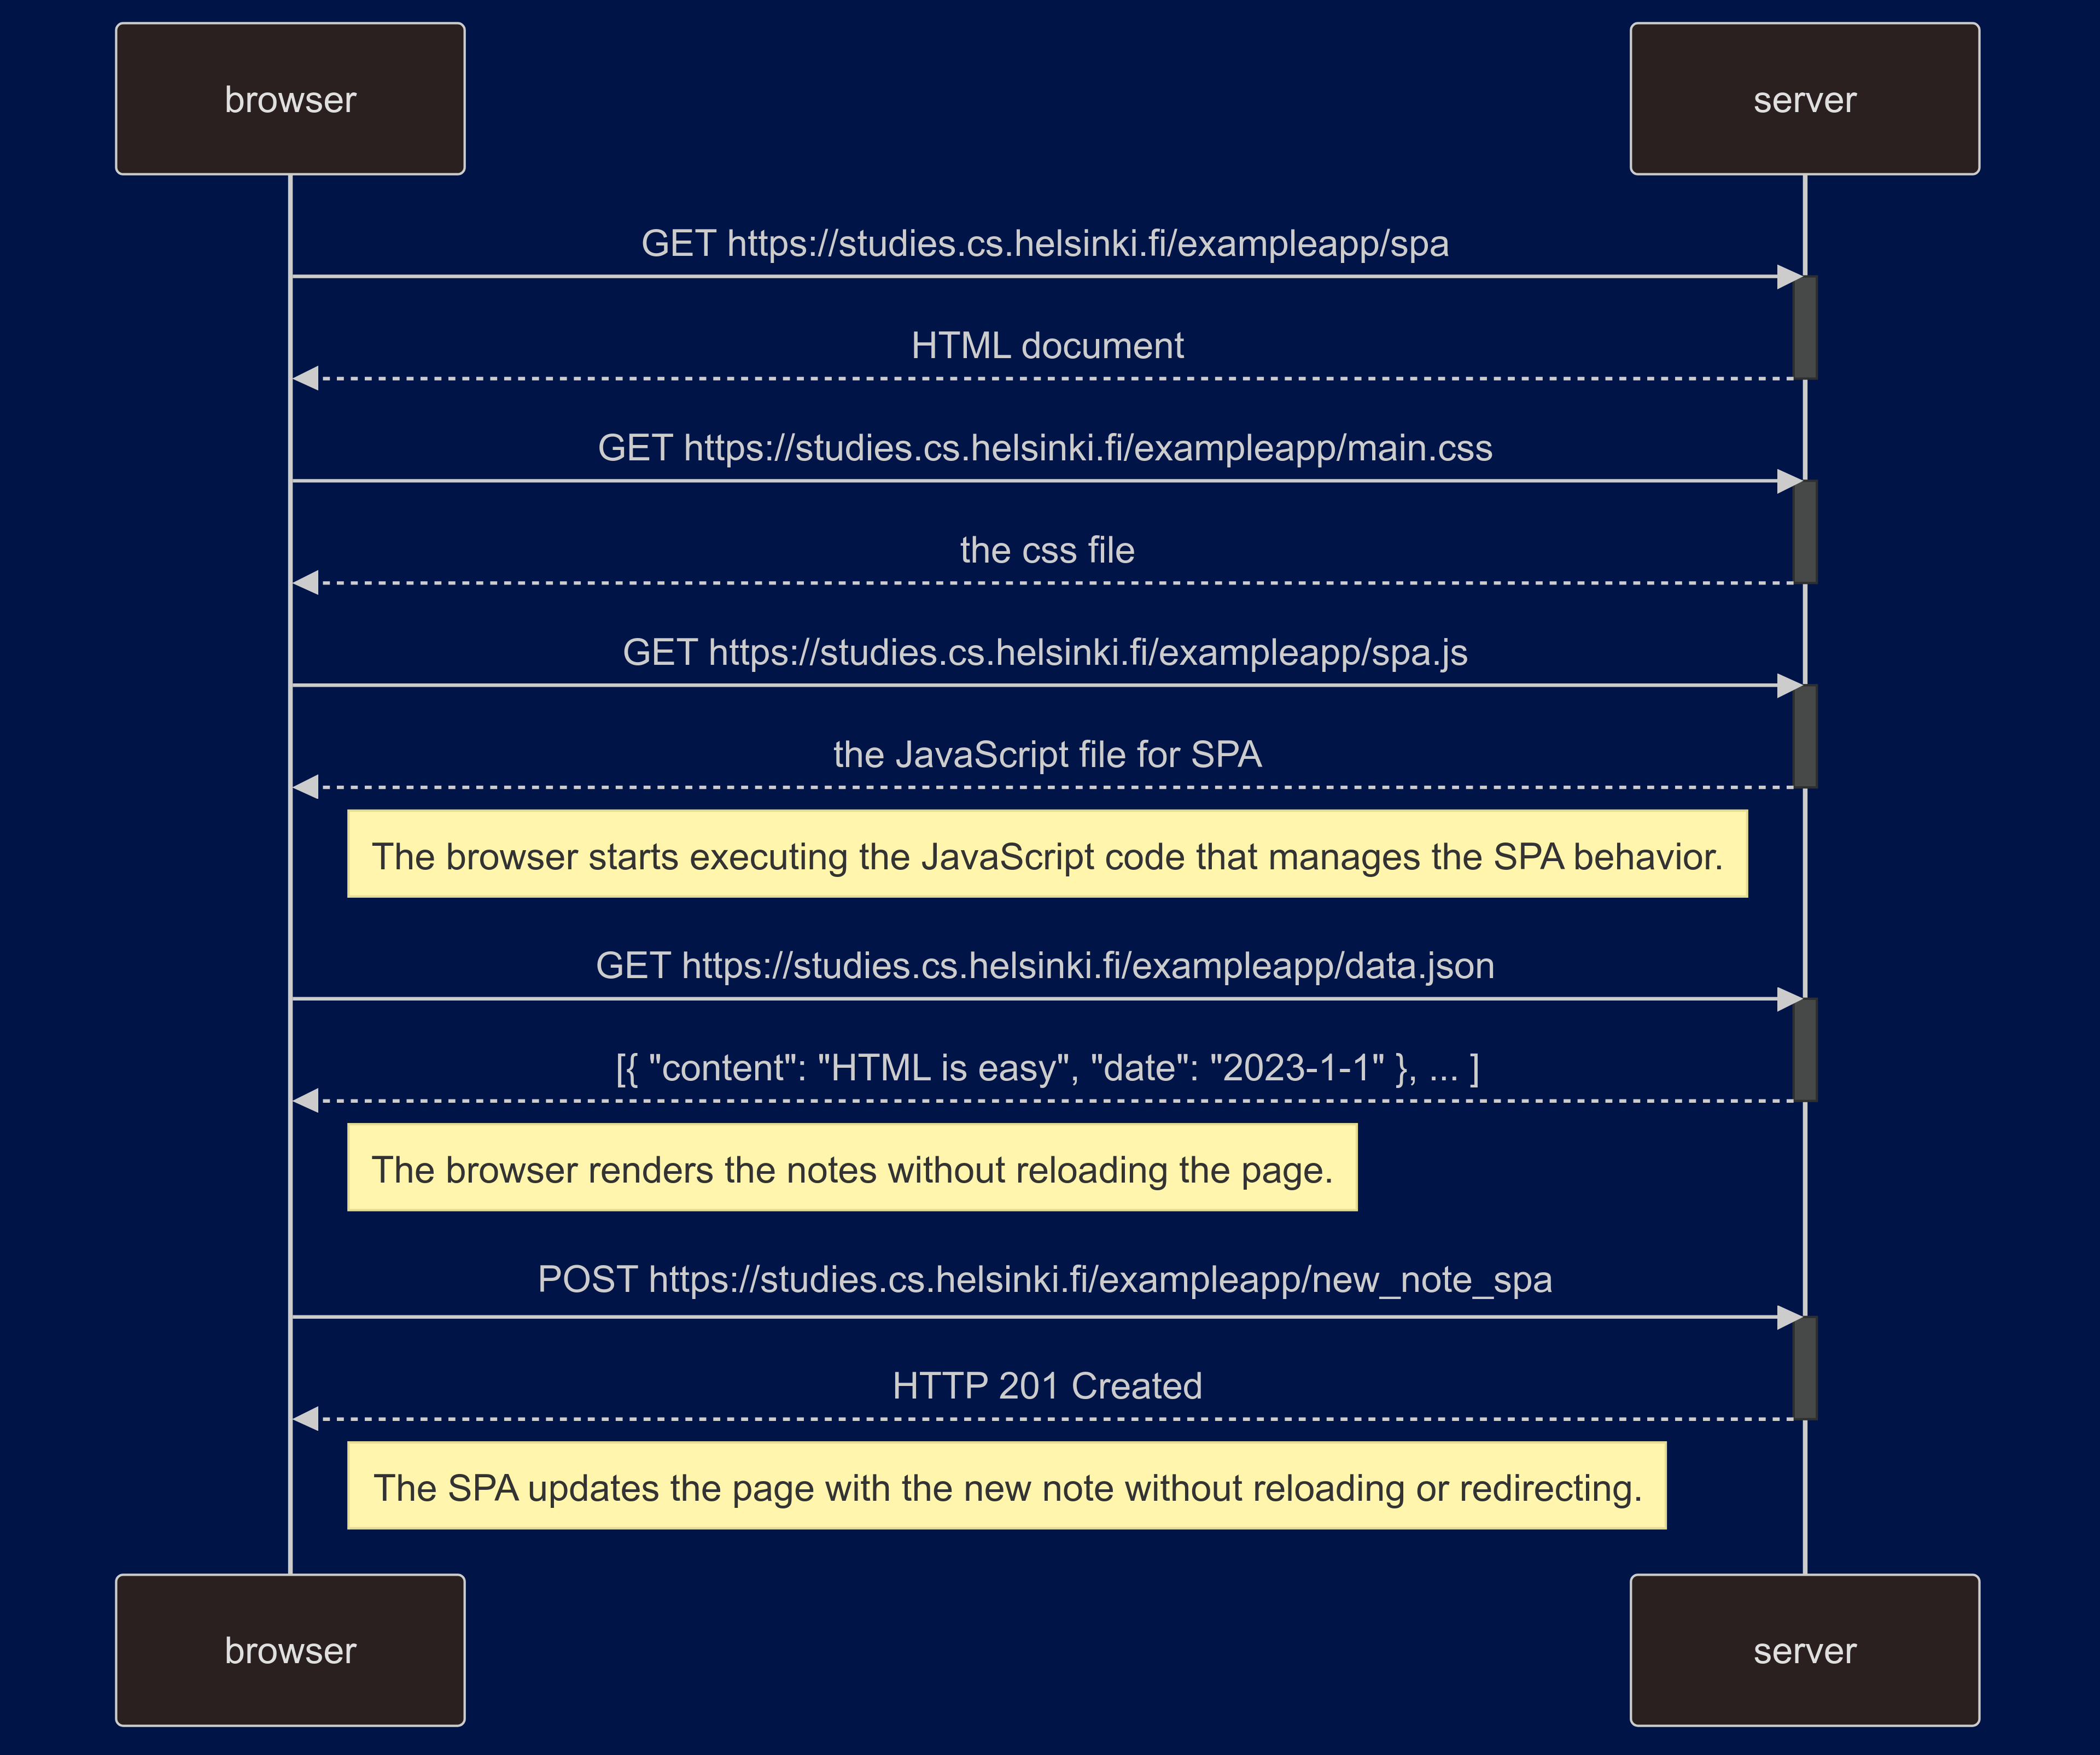 browser
server
GET https://studies.cs.helsinki.fi/exampleapp/spa
HTML document
GET https://studies.cs.helsinki.fi/exampleapp/main.css
the css file
GET https://studies.cs.helsinki.fi/exampleapp/spa.js
the JavaScript file for SPA
The browser starts executing the JavaScript code that manages the SPA behavior.
GET https://studies.cs.helsinki.fi/exampleapp/data.json
[{ "content": "HTML is easy", "date": "2023-1-1" }, ... ]
The browser renders the notes without reloading the page.
POST https://studies.cs.helsinki.fi/exampleapp/new_note_spa
HTTP 201 Created
The SPA updates the page with the new note without reloading or redirecting.
browser
server